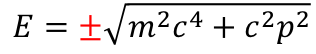 E = ±√(m²c⁴ + c²p²)